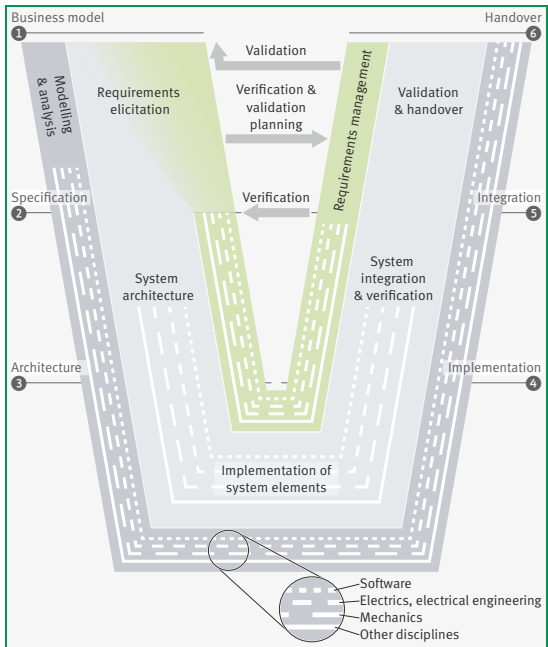 Business model
Handover
1
6
Validation
Modelling
& analysis
Requirements
elicitation
Verification &
validation
planning
Requirements management
Validation
& handover
Specification
Verification
Integration
2
5
System
architecture
System
integration
& verification
Architecture
Implementation
3
4
Implementation of
system elements
Software
Electrics, electrical engineering
Mechanics
Other disciplines